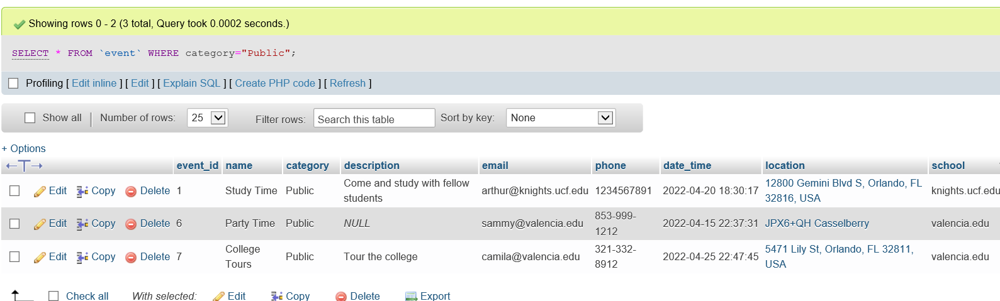 Showing rows 0 - 2 (3 total, Query took 0.0002 seconds.)
SELECT * FROM `event` WHERE category="Public";
Profiling [ Edit inline ] [ Edit ] [ Explain SQL ] [ Create PHP code ] [ Refresh ]
Show all | Number of rows: 25 Filter rows: Search this table Sort by key: None
+ Options
←T→ event_id name category description email phone date_time location school
Edit Copy Delete 1 Study Time Public Come and study with fellow students arthur@knights.ucf.edu 1234567891 2022-04-20 18:30:17 12800 Gemini Blvd S, Orlando, FL 32816, USA knights.ucf.edu
Edit Copy Delete 6 Party Time Public NULL sammy@valencia.edu 853-999-1212 2022-04-15 22:37:31 JPX6+QH Casselberry valencia.edu
Edit Copy Delete 7 College Tours Public Tour the college camila@valencia.edu 321-332-8912 2022-04-25 22:47:45 5471 Lily St, Orlando, FL 32811, USA valencia.edu
Check all With selected: Edit Copy Delete Export